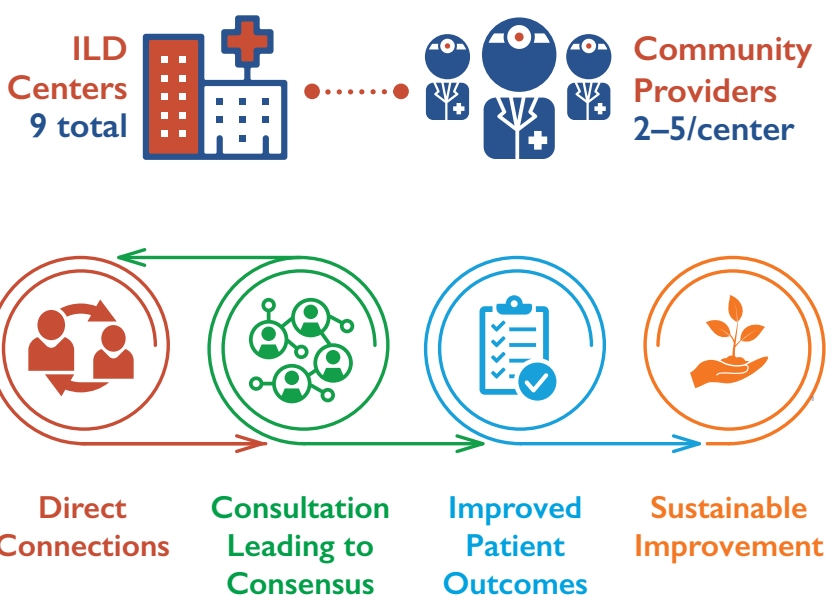 ILD
Centers
9 total
Community
Providers
2–5/center
Direct
Connections
Consultation
Leading to
Consensus
Improved
Patient
Outcomes
Sustainable
Improvement